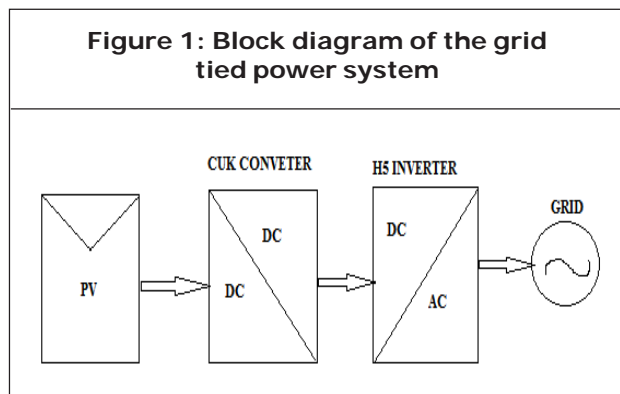 Figure 1: Block diagram of the grid
tied power system
CUK CONVETER
H5 INVERTER
GRID
PV
DC
DC
DC
AC